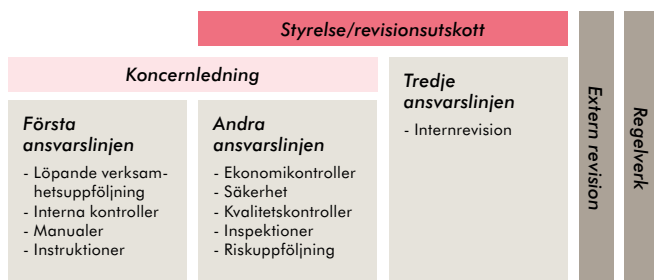 Styrelse/revisionsutskott
Koncernledning
Första
ansvarslinjen
- Löpande verksam-
hetsuppföljning
- Interna kontroller
- Manualer
- Instruktioner
Andra
ansvarslinjen
- Ekonomikontroller
- Säkerhet
- Kvalitetskontroller
- Inspektioner
- Riskuppföljning
Tredje
ansvarslinjen
- Internrevision
Extern revision
Regelverk